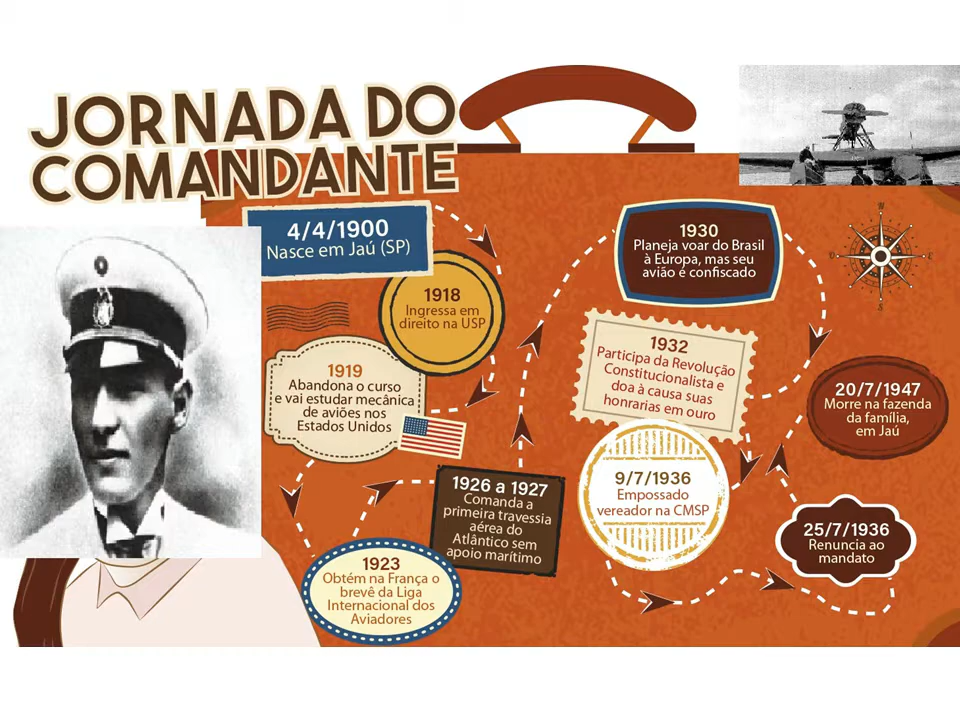 JORNADA DO
COMANDANTE
4/4/1900
Nasce em Jaú (SP)
1918
Ingressa em
direito na USP
1919
Abandona o curso
e vai estudar mecânica
de aviões nos
Estados Unidos
1923
Obtém na França o
brevê da Liga
Internacional dos
Aviadores
1926 a 1927
Comanda a
primeira travessia
aérea do
Atlântico sem
apoio marítimo
1930
Planeja voar do Brasil
à Europa, mas seu
avião é confiscado
1932
Participa da Revolução
Constitucionalista e
doa à causa suas
honrarias em ouro
9/7/1936
Empossado
vereador na CMSP
25/7/1936
Renuncia ao
mandato
20/7/1947
Morre na fazenda
da família,
em Jaú